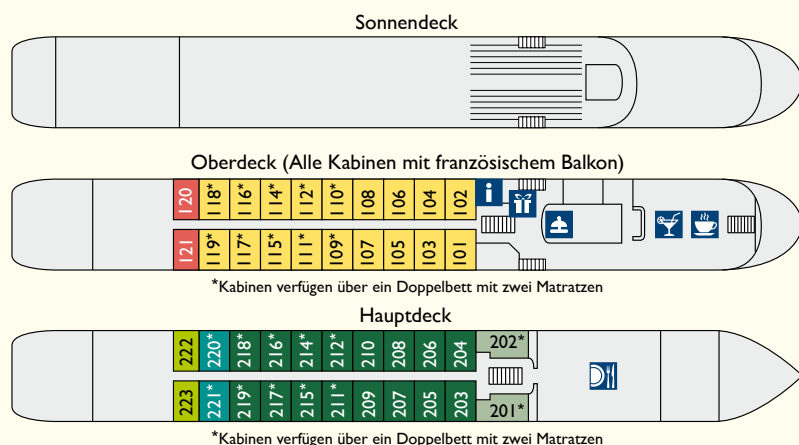 Sonnendeck
Oberdeck (Alle Kabinen mit französischem Balkon)
120 118* 116* 114* 112* 110* 108 106 104 102
121 119* 117* 115* 111* 109* 107 105 103 101
*Kabinen verfügen über ein Doppelbett mit zwei Matratzen
Hauptdeck
222 220* 218* 216* 214* 212* 210 208 206 204 202*
223 221* 219* 217* 215* 211* 209 207 205 203 201*
*Kabinen verfügen über ein Doppelbett mit zwei Matratzen